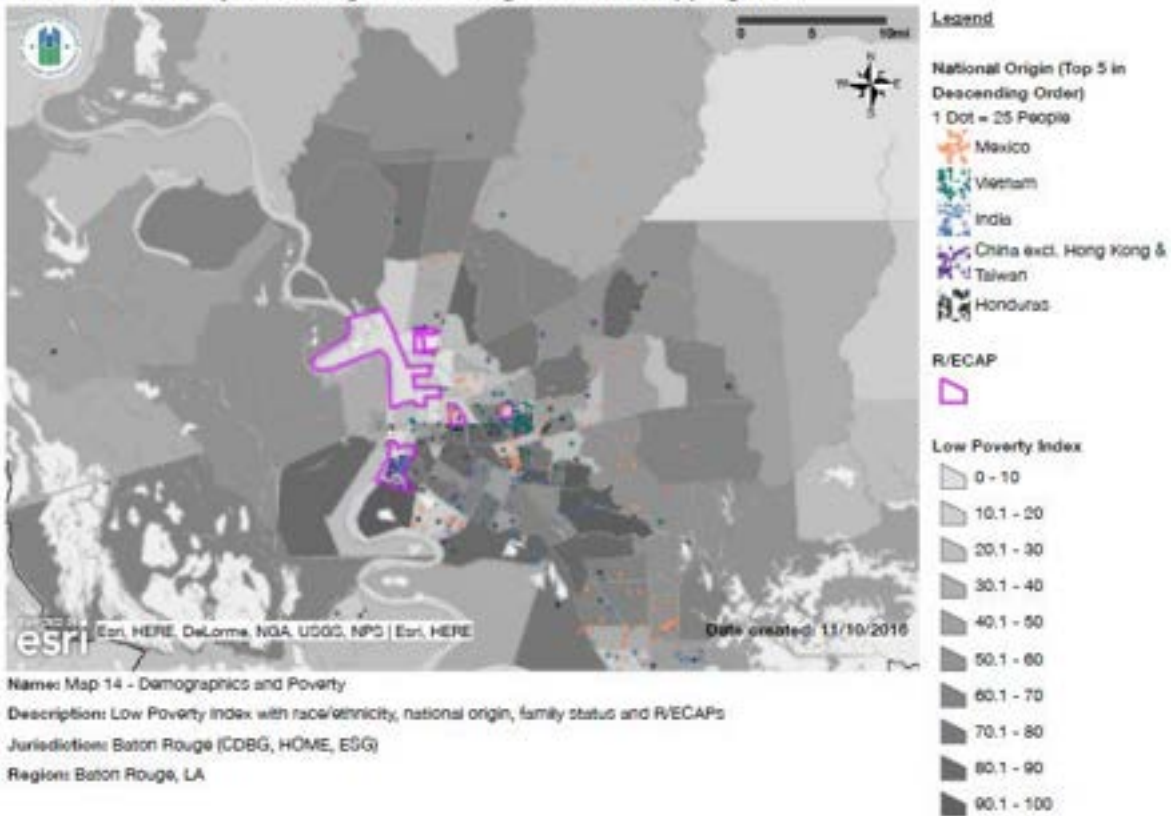 0 5 10mi
N
W E
S
Legend
National Origin (Top 5 in
Descending Order)
1 Dot = 25 People
Mexico
Vietnam
India
China excl. Hong Kong &
Taiwan
Honduras
R/ECAP
Low Poverty Index
0 - 10
10.1 - 20
20.1 - 30
30.1 - 40
40.1 - 50
50.1 - 60
60.1 - 70
70.1 - 80
80.1 - 90
90.1 - 100
esri
Esri, HERE, DeLorme, NGA, USGS, NPS | Esri, HERE
Date created: 11/10/2016
Name: Map 14 - Demographics and Poverty
Description: Low Poverty Index with race/ethnicity, national origin, family status and R/ECAPs
Jurisdiction: Baton Rouge (CDBG, HOME, ESG)
Region: Baton Rouge, LA